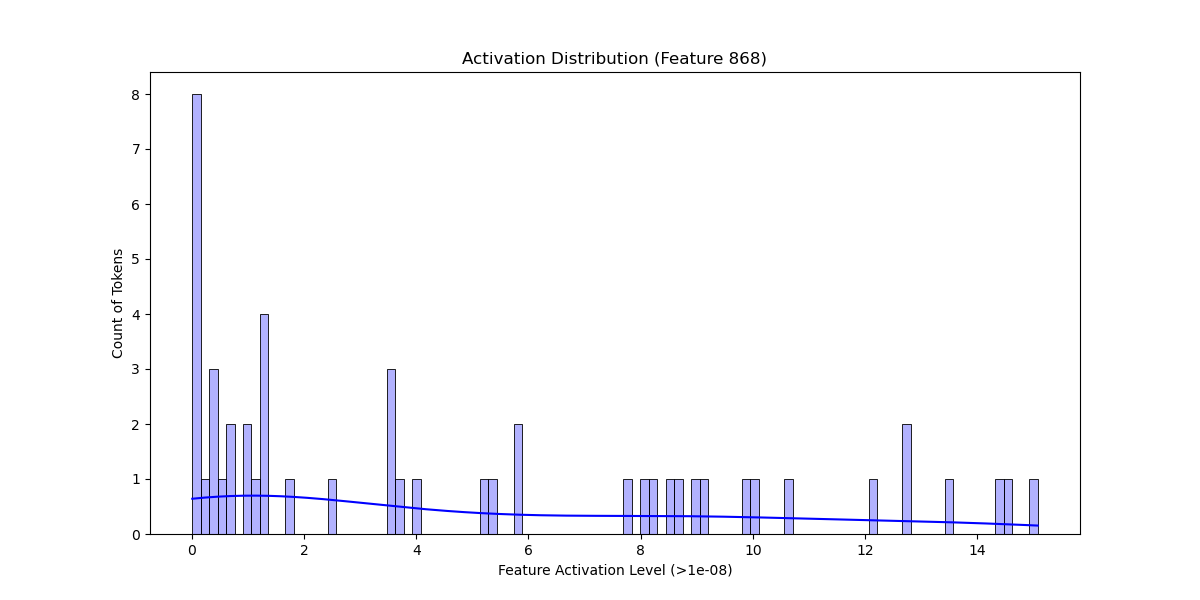 Activation Distribution (Feature 868)
8
7
6
5
4
3
2
1
0
Count of Tokens
0 2 4 6 8 10 12 14
Feature Activation Level (>1e-08)